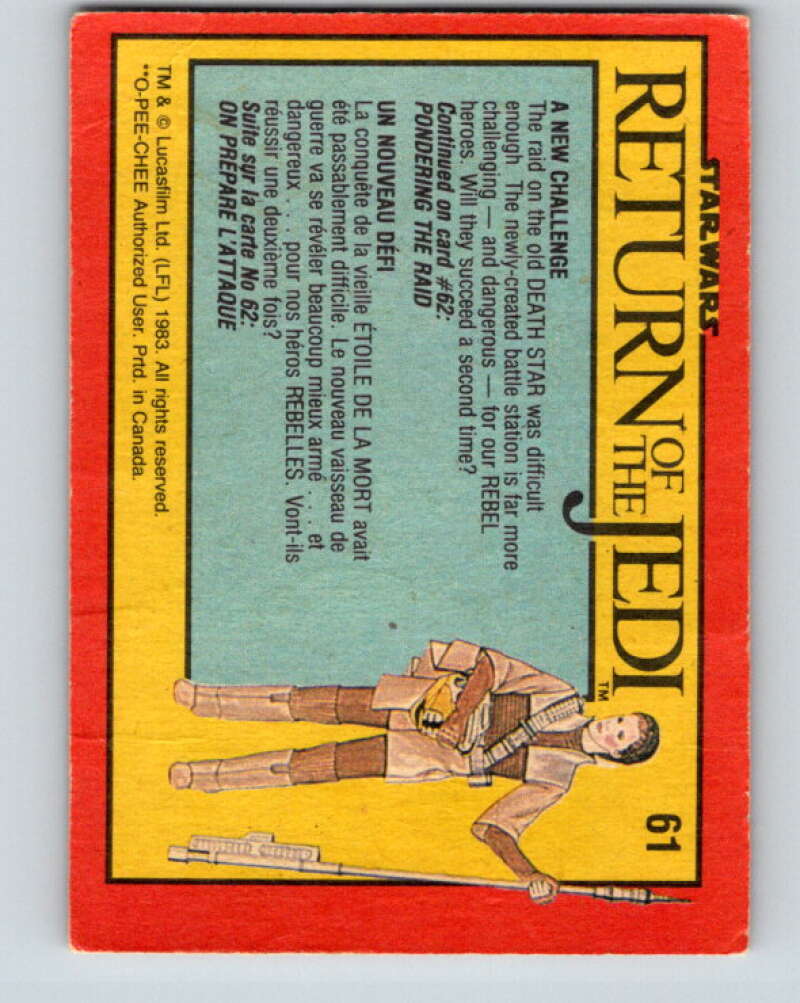 STAR WARS
RETURN OF THE JEDI™
61
A NEW CHALLENGE
The raid on the old DEATH STAR was difficult
enough. The newly-created battle station is far more
challenging — and dangerous — for our REBEL
heroes. Will they succeed a second time?
Continued on card #62:
PONDERING THE RAID
UN NOUVEAU DÉFI
La conquête de la vieille ÉTOILE DE LA MORT avait
été passablement difficile. Le nouveau vaisseau de
guerre va se révéler beaucoup mieux armé . . . et
dangereux . . . pour nos héros REBELLES. Vont-ils
réussir une deuxième fois?
Suite sur la carte No 62:
ON PRÉPARE L'ATTAQUE
TM & © Lucasfilm Ltd. (LFL) 1983. All rights reserved.
**O-PEE-CHEE Authorized User. Prtd. in Canada.